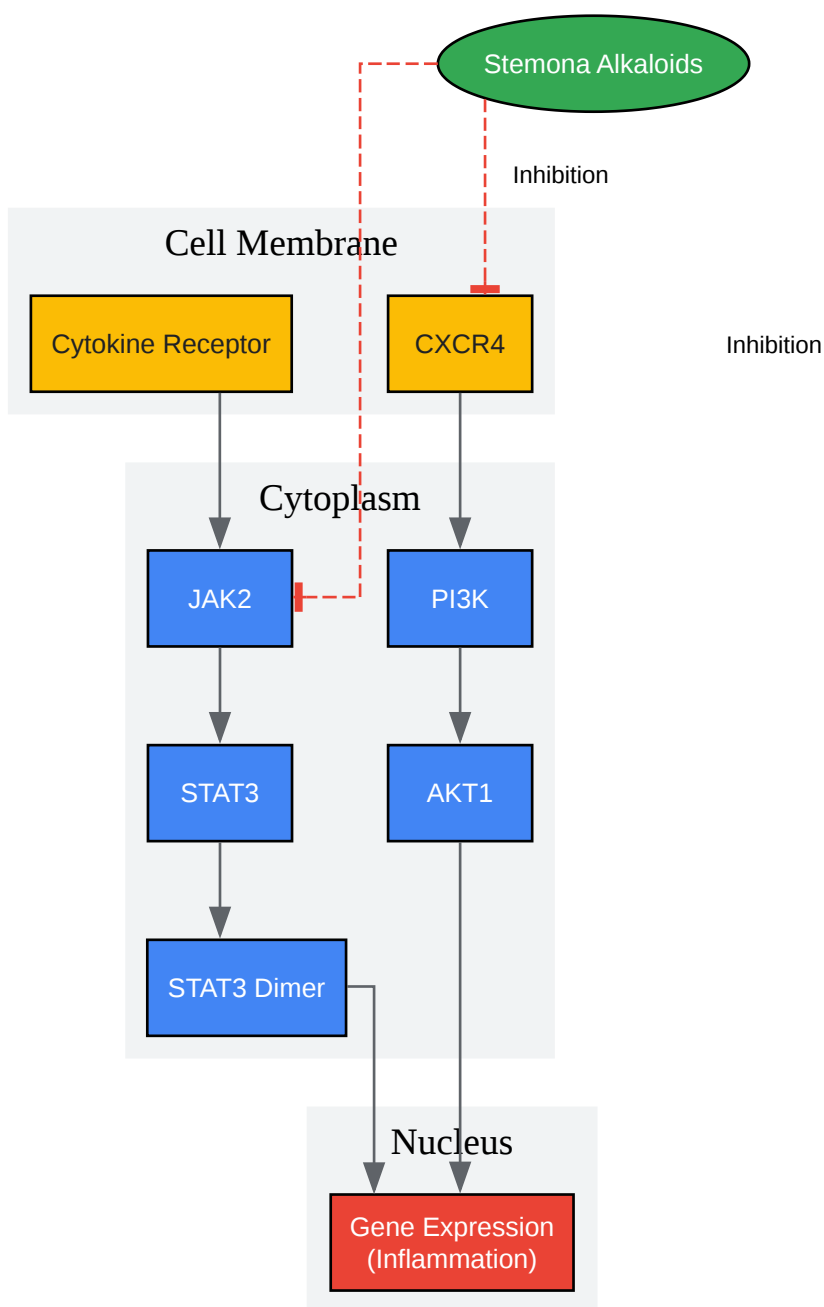 Stemona Alkaloids
Inhibition
Cell Membrane
Cytokine Receptor
CXCR4
Inhibition
Cytoplasm
JAK2
PI3K
STAT3
AKT1
STAT3 Dimer
Nucleus
Gene Expression
(Inflammation)